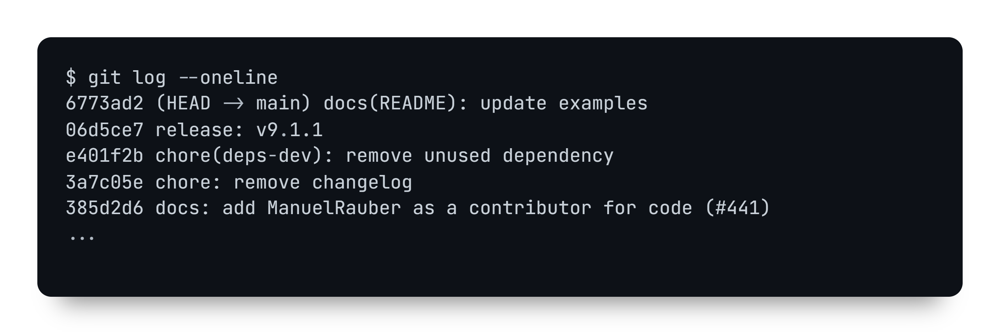 $ git log --oneline
6773ad2 (HEAD -> main) docs(README): update examples
06d5ce7 release: v9.1.1
e401f2b chore(deps-dev): remove unused dependency
3a7c05e chore: remove changelog
385d2d6 docs: add ManuelRauber as a contributor for code (#441)
...